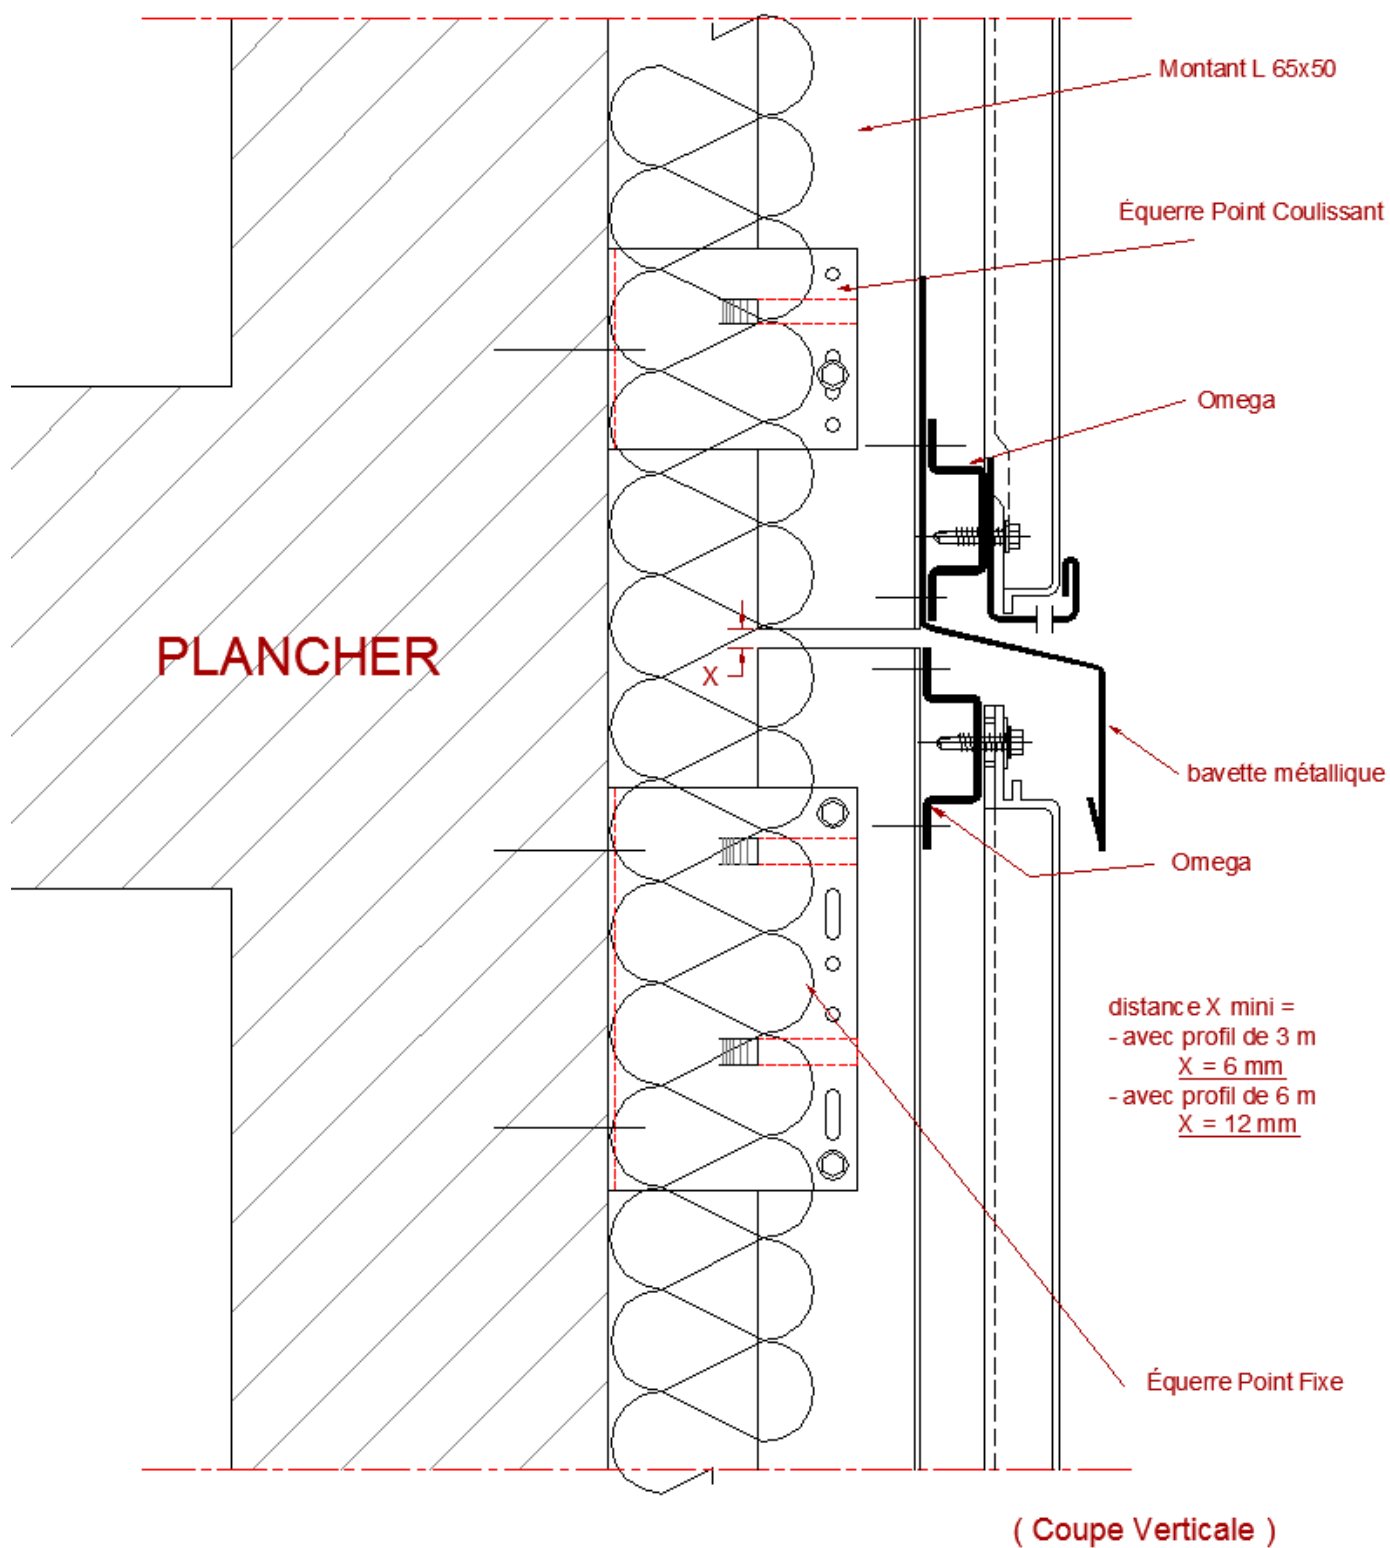 Montant L 65x50
Équerre Point Coulissant
Omega
PLANCHER
X
bavette métallique
Omega
distance X mini =
- avec profil de 3 m
X = 6 mm
- avec profil de 6 m
X = 12 mm
Équerre Point Fixe
( Coupe Verticale )